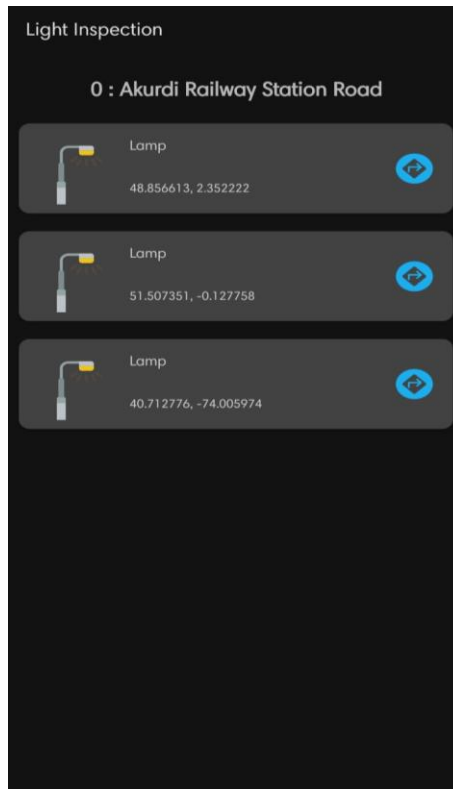 Light Inspection
0 : Akurdi Railway Station Road
Lamp
48.856613, 2.352222
Lamp
51.507351, -0.127758
Lamp
40.712776, -74.005974